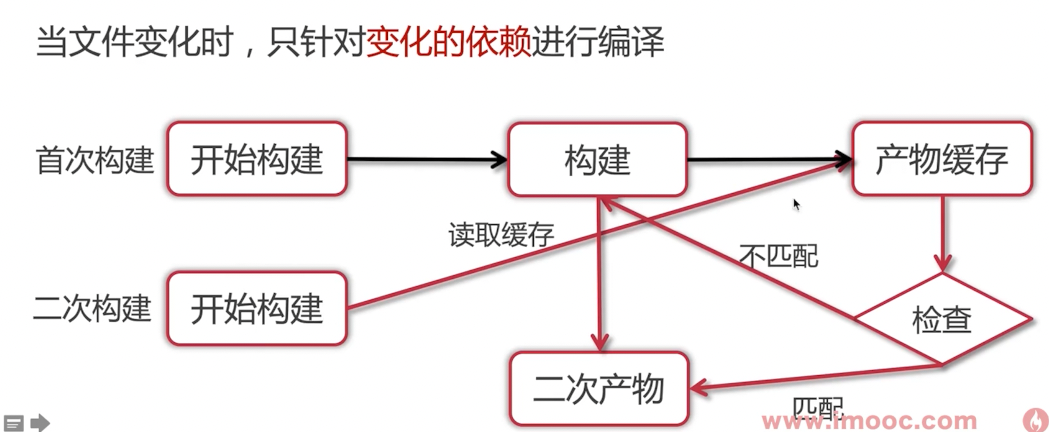 当文件变化时，只针对变化的依赖进行编译
首次构建
开始构建
构建
产物缓存
读取缓存
不匹配
二次构建
开始构建
检查
二次产物
匹配
www.imooc.com